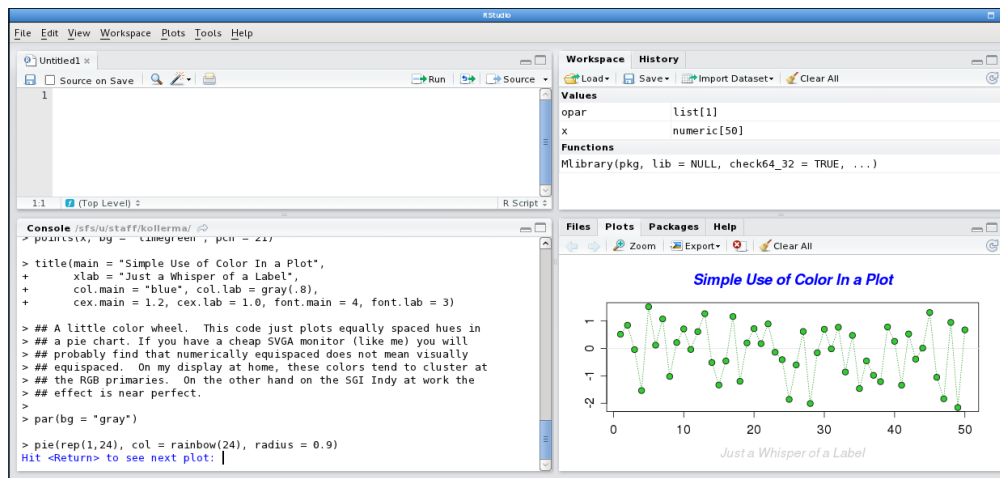 RStudio
File Edit View Workspace Plots Tools Help
Untitled1
Source on Save Run Source
1
1:1 (Top Level) R Script
Console /sfs/u/staff/kollerma/
> points(x, bg = "limegreen", pch = 21)
> title(main = "Simple Use of Color In a Plot",
+ xlab = "Just a Whisper of a Label",
+ col.main = "blue", col.lab = gray(.8),
+ cex.main = 1.2, cex.lab = 1.0, font.main = 4, font.lab = 3)
> ## A little color wheel. This code just plots equally spaced hues in
> ## a pie chart. If you have a cheap SVGA monitor (like me) you will
> ## probably find that numerically equispaced does not mean visually
> ## equispaced. On my display at home, these colors tend to cluster at
> ## the RGB primaries. On the other hand on the SGI Indy at work the
> ## effect is near perfect.
>
> par(bg = "gray")
> pie(rep(1,24), col = rainbow(24), radius = 0.9)
Hit <Return> to see next plot:
Workspace History
Load Save Import Dataset Clear All
Values
opar list[1]
x numeric[50]
Functions
Mlibrary(pkg, lib = NULL, check64_32 = TRUE, ...)
Files Plots Packages Help
Zoom Export Clear All
Simple Use of Color In a Plot
1
0
-1
-2
0 10 20 30 40 50
Just a Whisper of a Label